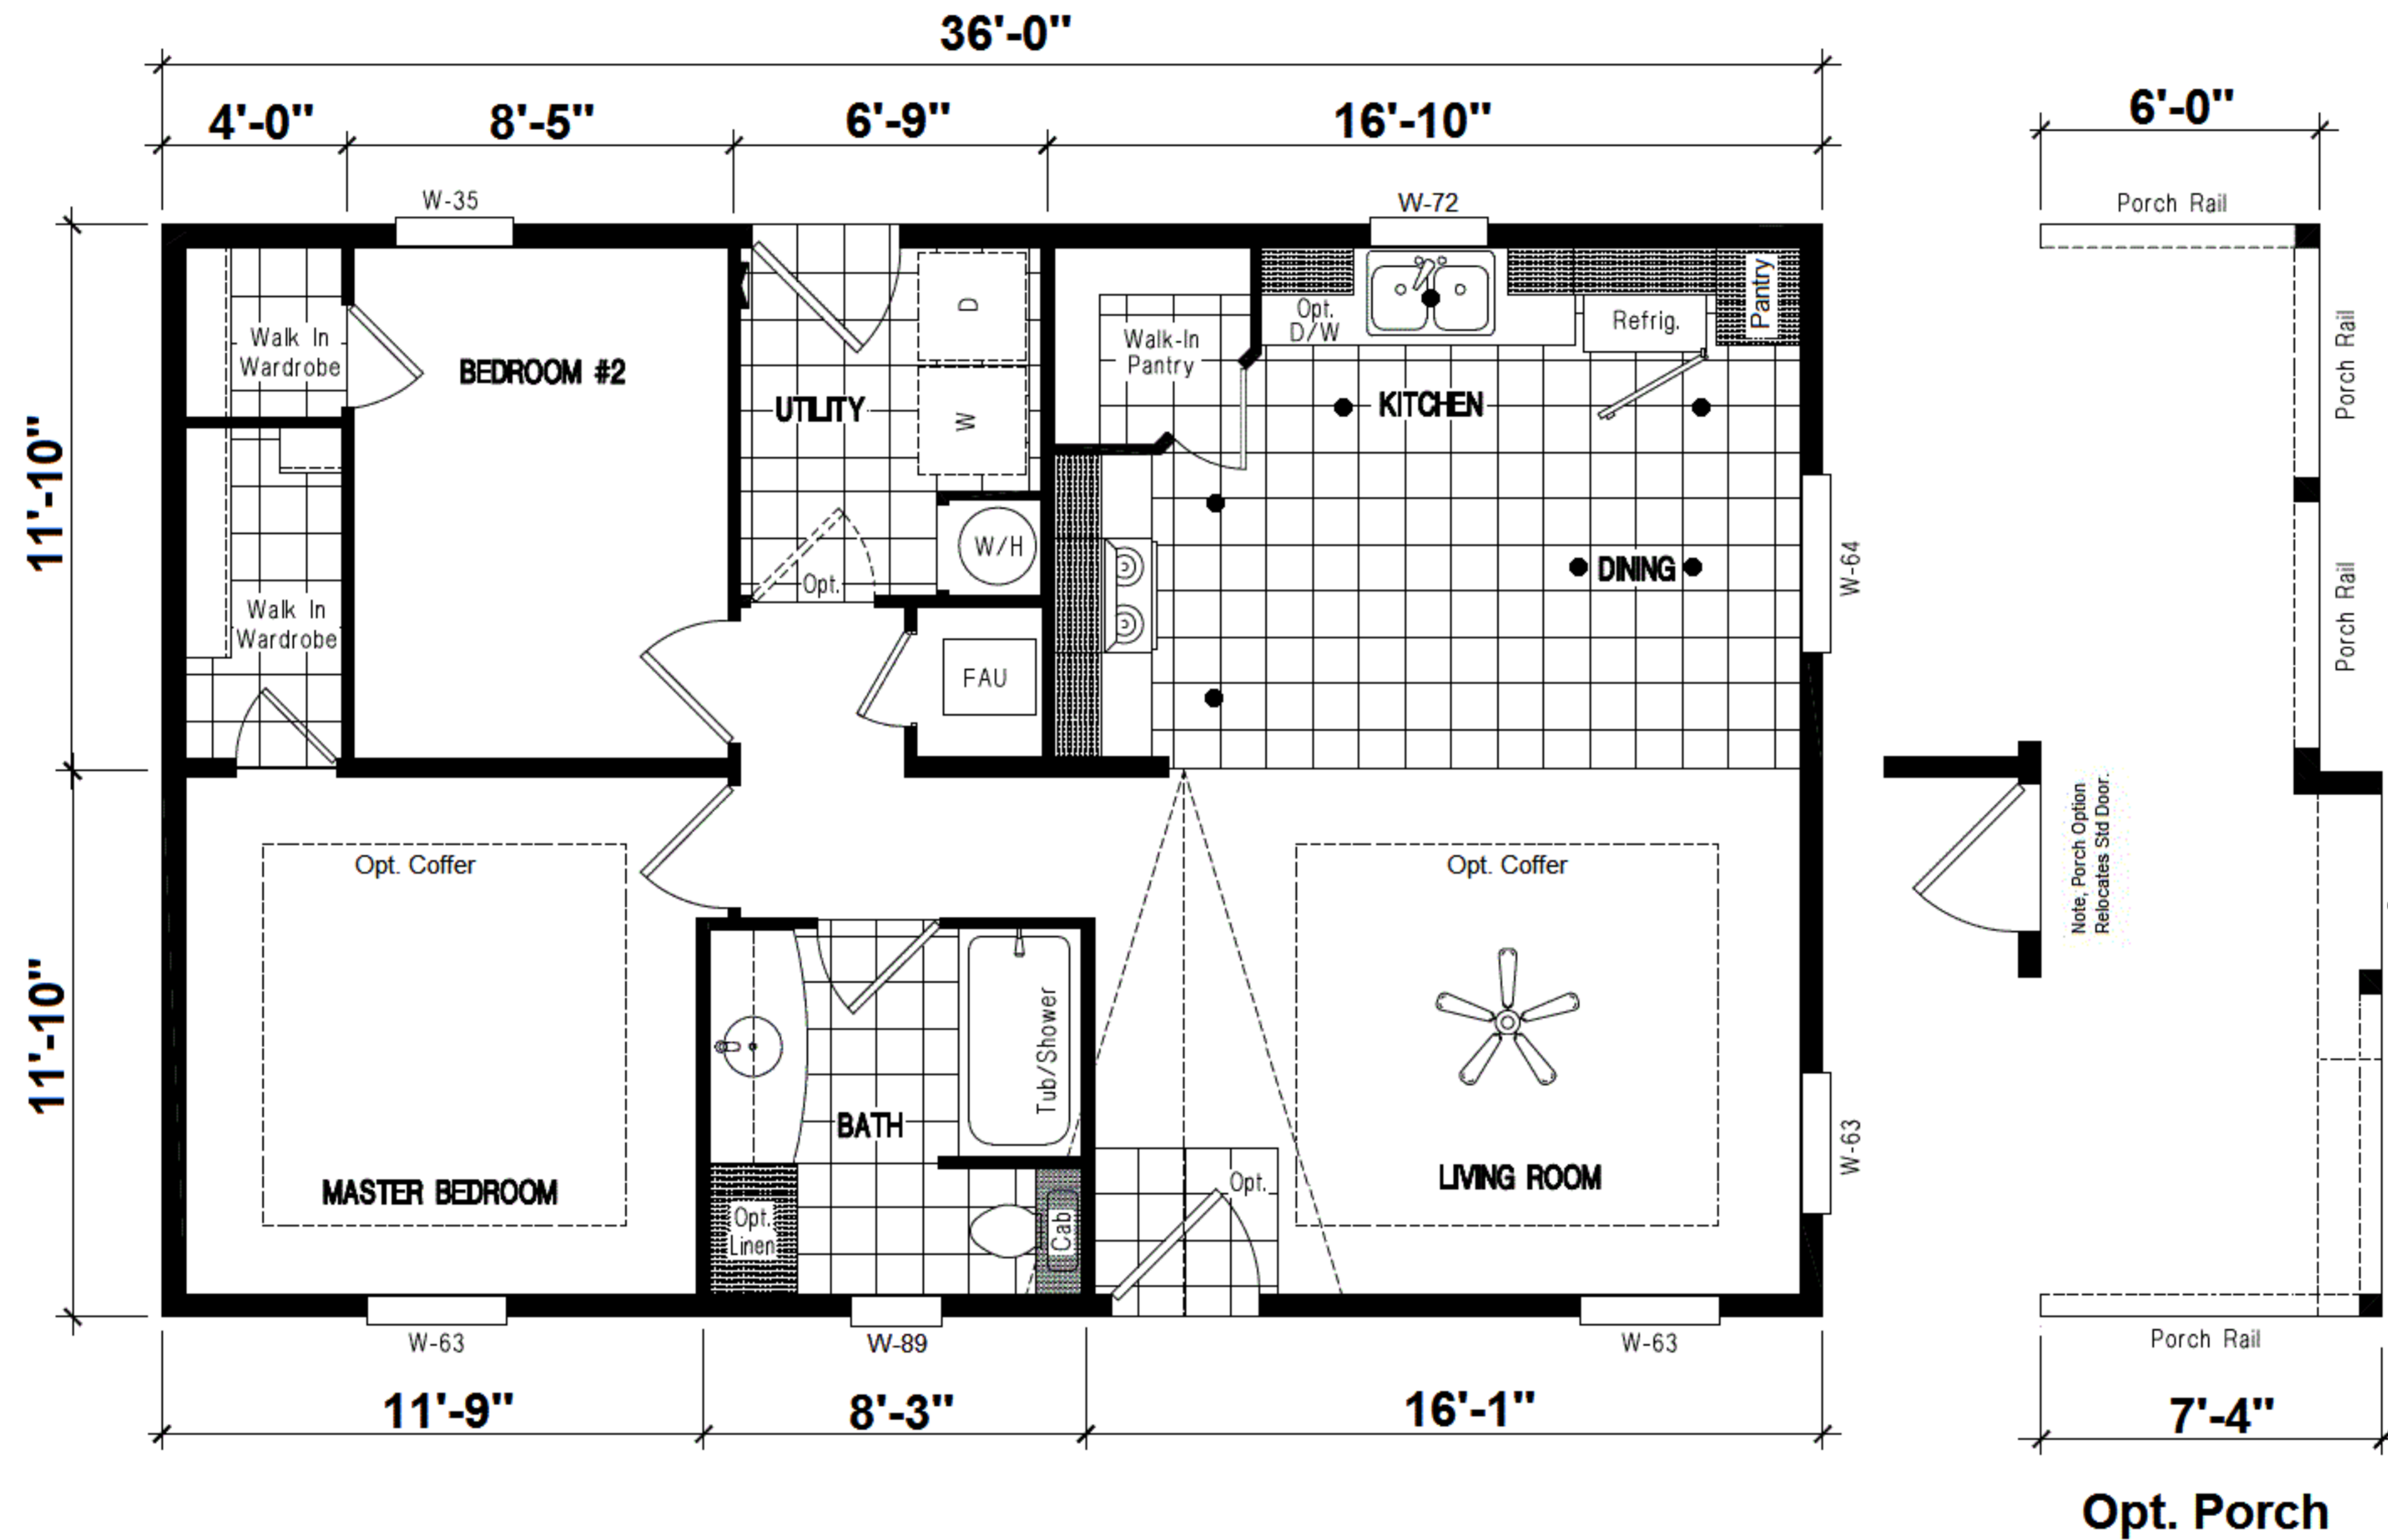 36'-0"
4'-0"
8'-5"
6'-9"
16'-10"
6'-0"
W-35
W-72
Porch Rail
11'-10"
Walk In
Wardrobe
BEDROOM #2
UTILITY
D
W
Walk-In
Pantry
Opt.
D/W
Refrig.
Pantry
KITCHEN
Porch Rail
Walk In
Wardrobe
Opt.
W/H
FAU
DINING
W-64
Porch Rail
Note, Porch Option
Relocates Std Door.
11'-10"
Opt. Coffer
MASTER BEDROOM
BATH
Tub/Shower
Opt.
Linen
Cab
Opt.
Opt. Coffer
LIVING ROOM
W-63
W-63
W-89
W-63
Porch Rail
11'-9"
8'-3"
16'-1"
7'-4"
Opt. Porch